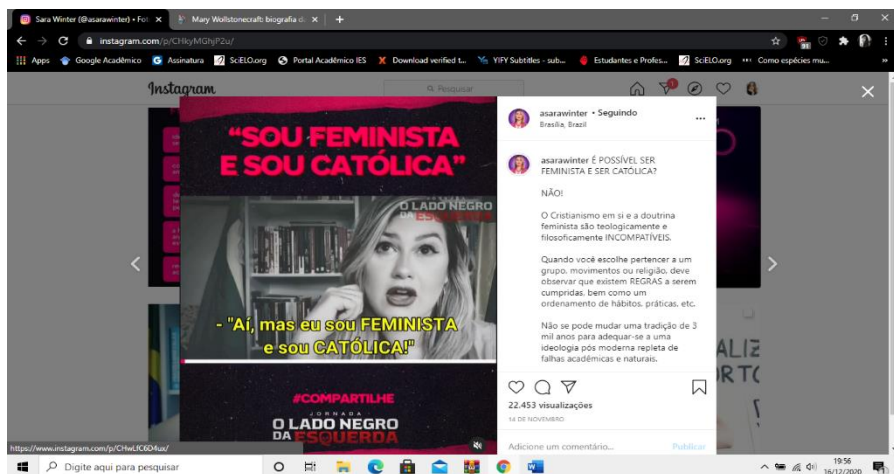 Sara Winter (@asarawinter) • Fot
Mary Wollstonecraft: biografia d
instagram.com/p/CHkyMGhjP2u/
Apps
Google Acadêmico
Assinatura
SciELO.org
Portal Acadêmico IES
Download verified t...
YIFY Subtitles - sub...
Estudantes e Profes...
SciELO.org
Como espécies mu...
Instagram
Pesquisar
"SOU FEMINISTA
E SOU CATÓLICA"
O LADO NEGRO
DA ESQUERDA
- "Aí, mas eu sou FEMINISTA
e sou CATÓLICA!"
#COMPARTILHE
JORNADA
O LADO NEGRO
DA ESQUERDA
asarawinter • Seguindo
Brasília, Brazil
asarawinter É POSSÍVEL SER
FEMINISTA E SER CATÓLICA?
NÃO!
O Cristianismo em si e a doutrina
feminista são teologicamente e
filosoficamente INCOMPATÍVEIS.
Quando você escolhe pertencer a um
grupo, movimentos ou religião, deve
observar que existem REGRAS a serem
cumpridas, bem como um
ordenamento de hábitos, práticas, etc.
Não se pode mudar uma tradição de 3
mil anos para adequar-se a uma
ideologia pós moderna repleta de
falhas acadêmicas e naturais.
22.453 visualizações
14 DE NOVEMBRO
Adicione um comentário...
Publicar
https://www.instagram.com/p/CHwLfC6D4ux/
Digite aqui para pesquisar
19:56
16/12/2020